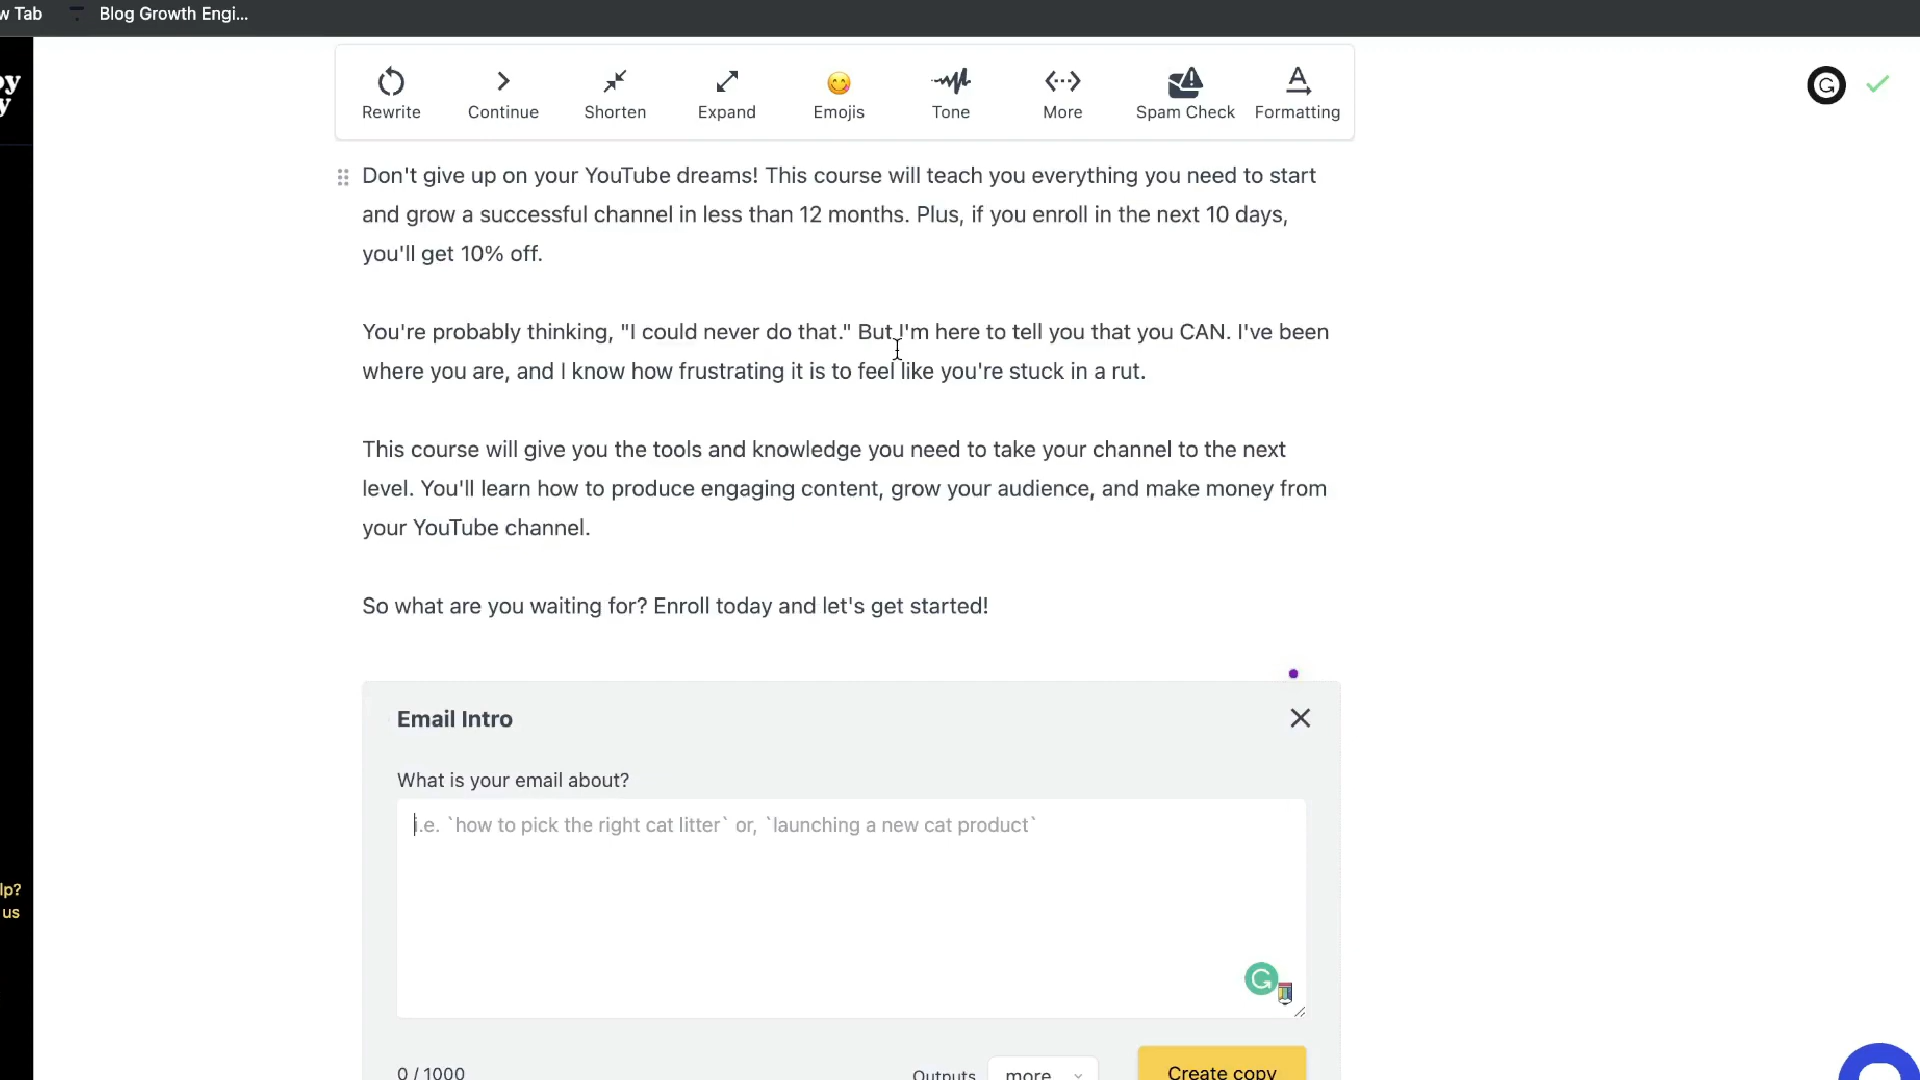 w Tab Blog Growth Engi...
py
y
Rewrite Continue Shorten Expand Emojis Tone More Spam Check Formatting
Don't give up on your YouTube dreams! This course will teach you everything you need to start
and grow a successful channel in less than 12 months. Plus, if you enroll in the next 10 days,
you'll get 10% off.
You're probably thinking, "I could never do that." But I'm here to tell you that you CAN. I've been
where you are, and I know how frustrating it is to feel like you're stuck in a rut.
This course will give you the tools and knowledge you need to take your channel to the next
level. You'll learn how to produce engaging content, grow your audience, and make money from
your YouTube channel.
So what are you waiting for? Enroll today and let's get started!
Email Intro
What is your email about?
i.e. `how to pick the right cat litter` or, `launching a new cat product`
lp?
us
0 / 1000 Outputs more Create copy